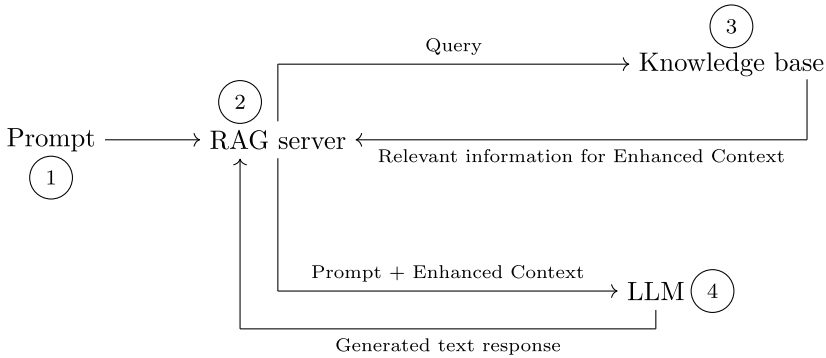 3
Query
Knowledge base
2
Prompt
RAG server
1
Relevant information for Enhanced Context
Prompt + Enhanced Context
LLM
4
Generated text response